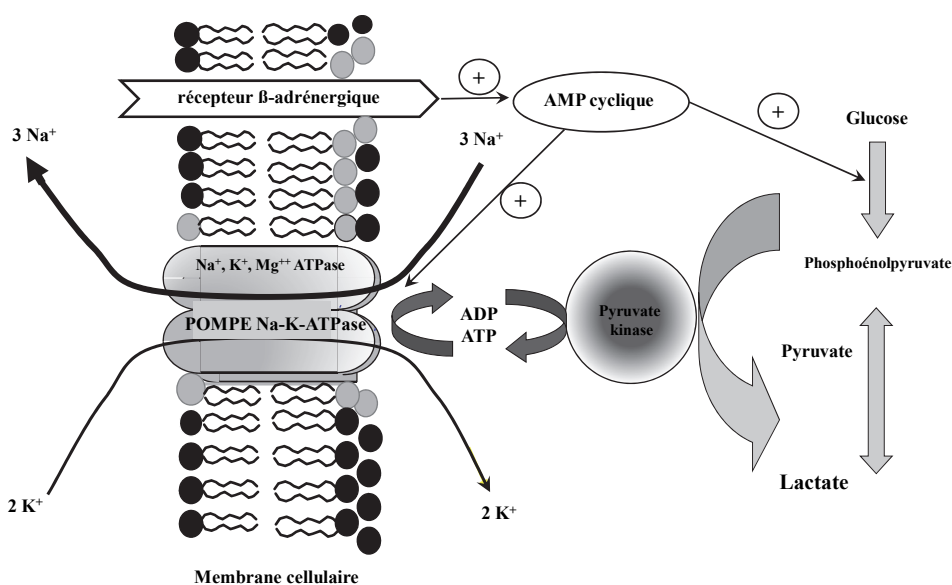 récepteur ß-adrénergique
+
AMP cyclique
+
Glucose
3 Na⁺
3 Na⁺
+
Na⁺, K⁺, Mg⁺⁺ ATPase
Phosphoénolpyruvate
POMPE Na-K-ATPase
ADP
ATP
Pyruvate
kinase
Pyruvate
Lactate
2 K⁺
2 K⁺
Membrane cellulaire